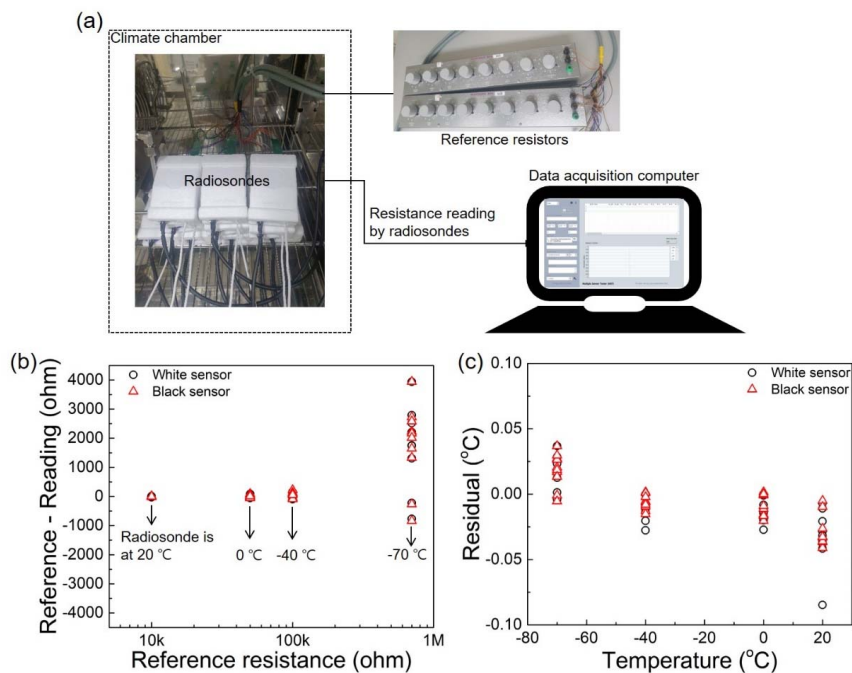 (a)
Climate chamber
Radiosondes
Reference resistors
Data acquisition computer
Resistance reading
by radiosondes
(b)
Reference - Reading (ohm)
4000
3000
2000
1000
0
-1000
-2000
-3000
-4000
White sensor
Black sensor
Radiosonde is
at 20 ℃
0 ℃
-40 ℃
-70 ℃
10k
100k
1M
Reference resistance (ohm)
(c)
Residual (°C)
0.10
0.05
0.00
-0.05
-0.10
White sensor
Black sensor
-80
-60
-40
-20
0
20
Temperature (°C)